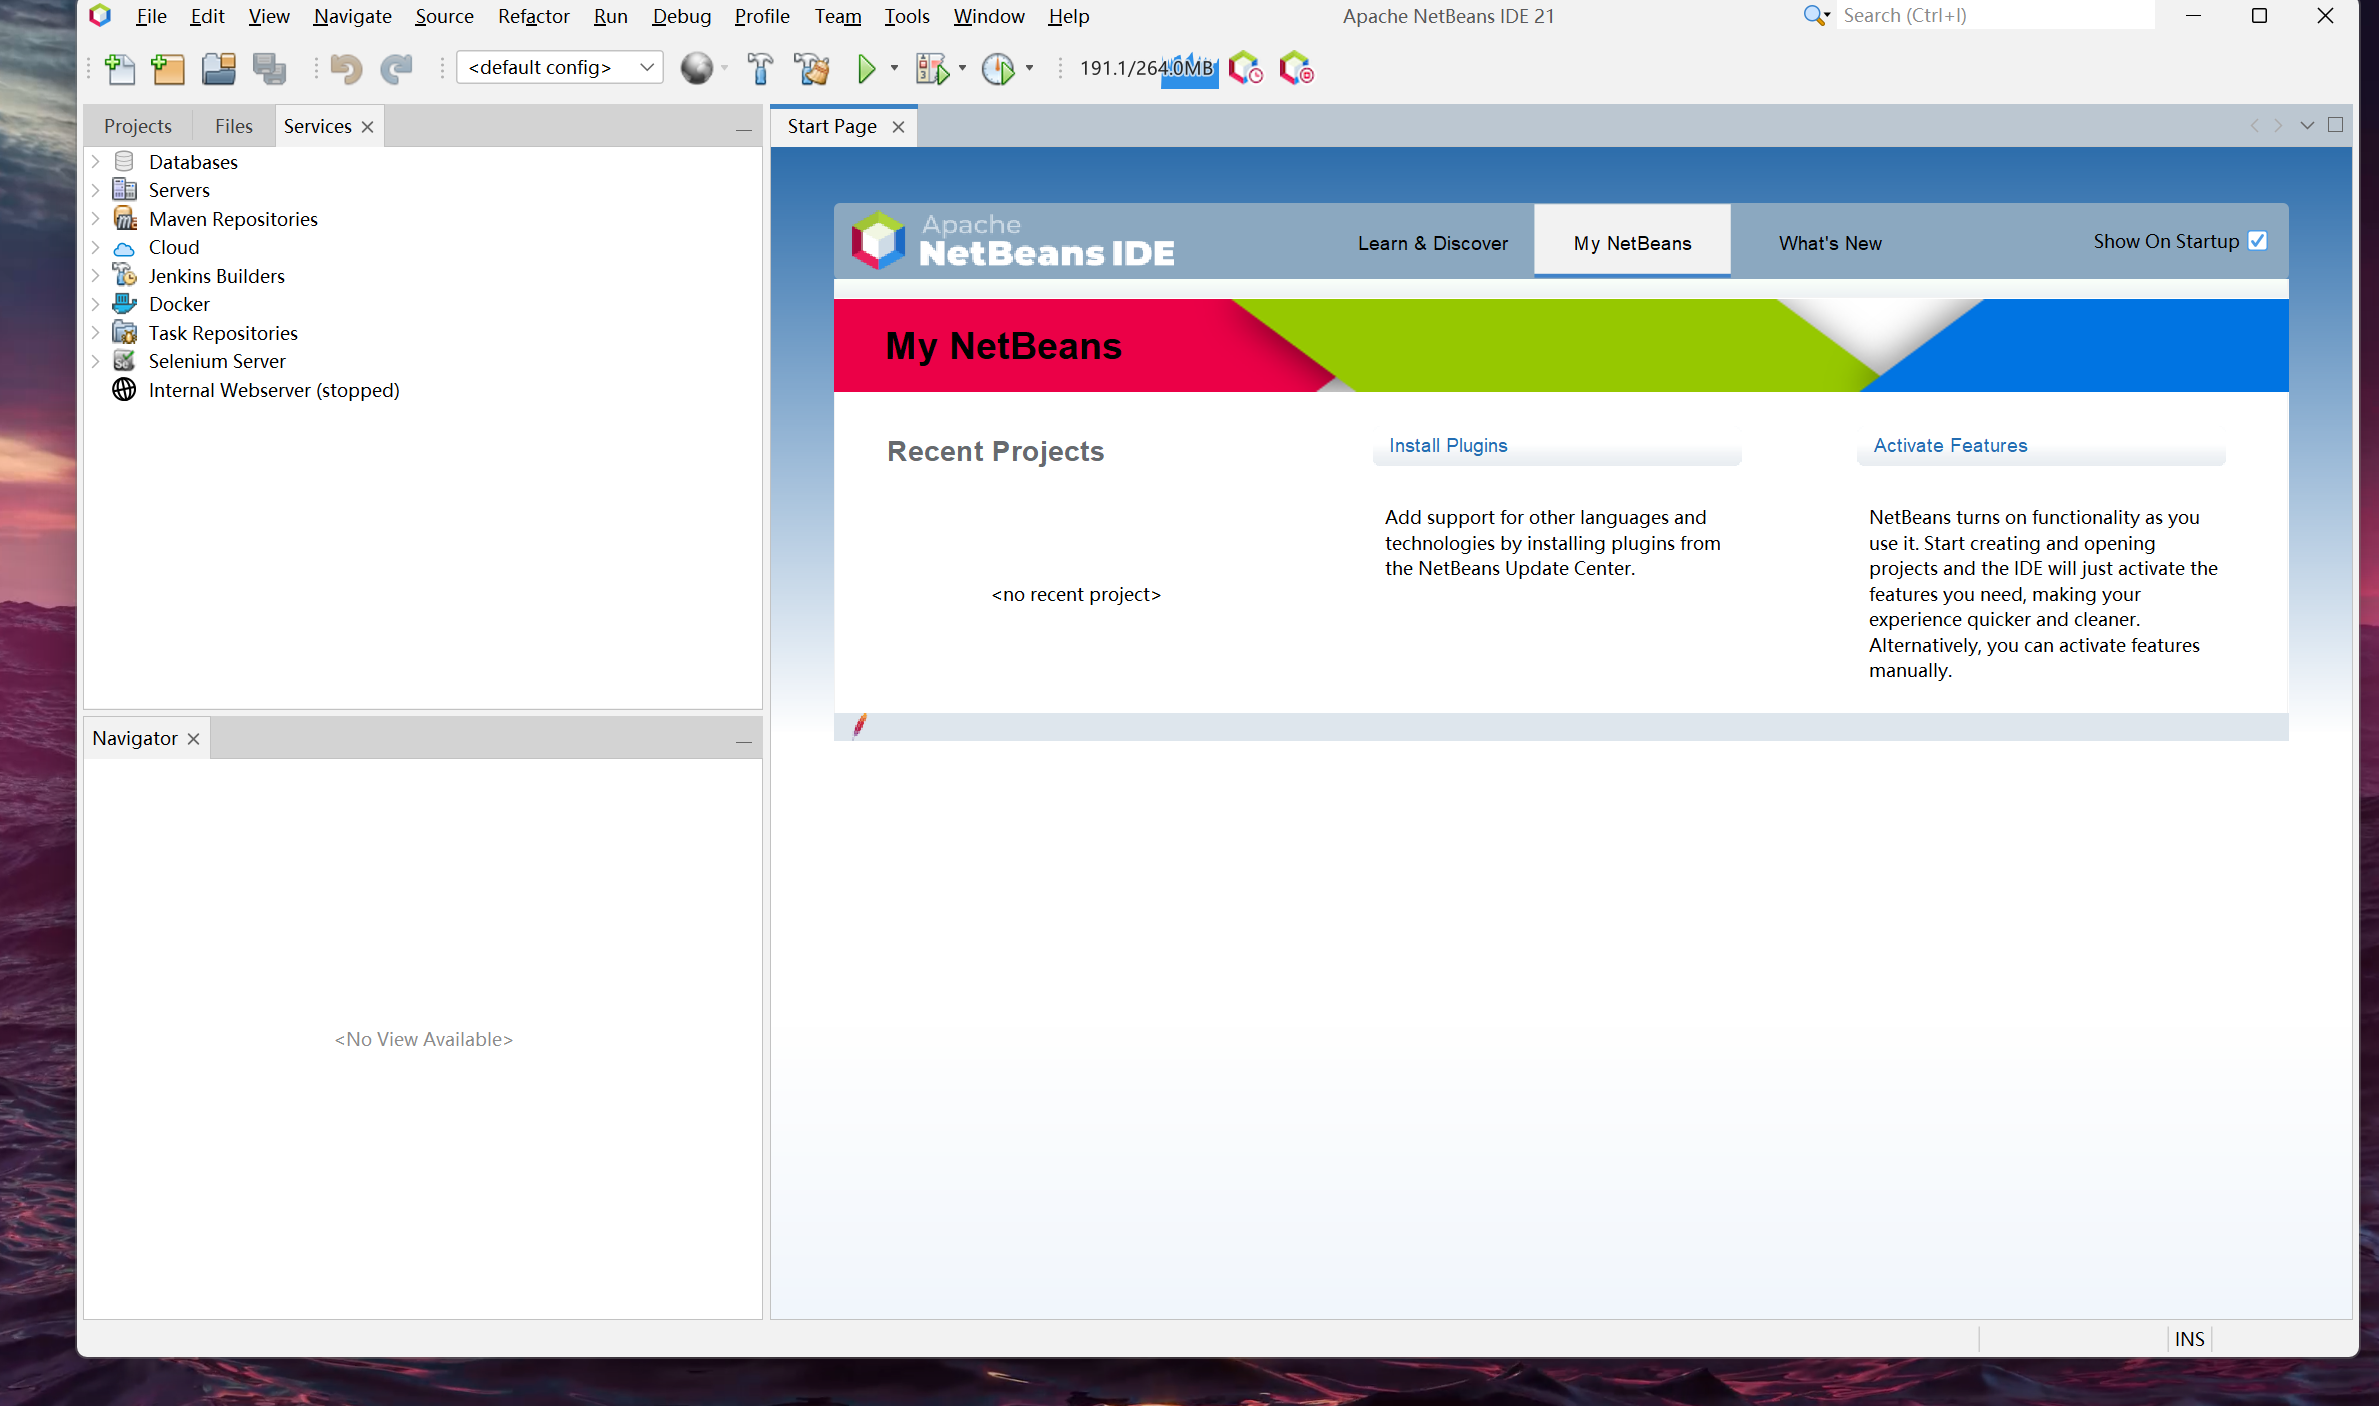 File Edit View Navigate Source Refactor Run Debug Profile Team Tools Window Help
Apache NetBeans IDE 21
Search (Ctrl+I)
<default config>
191.1/264.0MB
Projects Files Services
Databases
Servers
Maven Repositories
Cloud
Jenkins Builders
Docker
Task Repositories
Selenium Server
Internal Webserver (stopped)
Navigator
<No View Available>
Start Page
Apache
NetBeans IDE
Learn & Discover
My NetBeans
What's New
Show On Startup
My NetBeans
Recent Projects
<no recent project>
Install Plugins
Add support for other languages and
technologies by installing plugins from
the NetBeans Update Center.
Activate Features
NetBeans turns on functionality as you
use it. Start creating and opening
projects and the IDE will just activate the
features you need, making your
experience quicker and cleaner.
Alternatively, you can activate features
manually.
INS